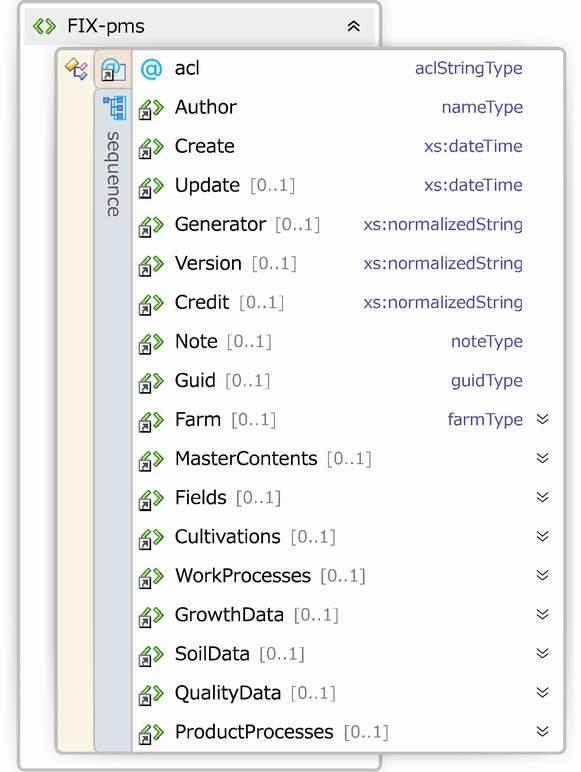 FIX-pms
@ acl aclStringType
sequence
Author nameType
Create xs:dateTime
Update [0..1] xs:dateTime
Generator [0..1] xs:normalizedString
Version [0..1] xs:normalizedString
Credit [0..1] xs:normalizedString
Note [0..1] noteType
Guid [0..1] guidType
Farm [0..1] farmType
MasterContents [0..1]
Fields [0..1]
Cultivations [0..1]
WorkProcesses [0..1]
GrowthData [0..1]
SoilData [0..1]
QualityData [0..1]
ProductProcesses [0..1]